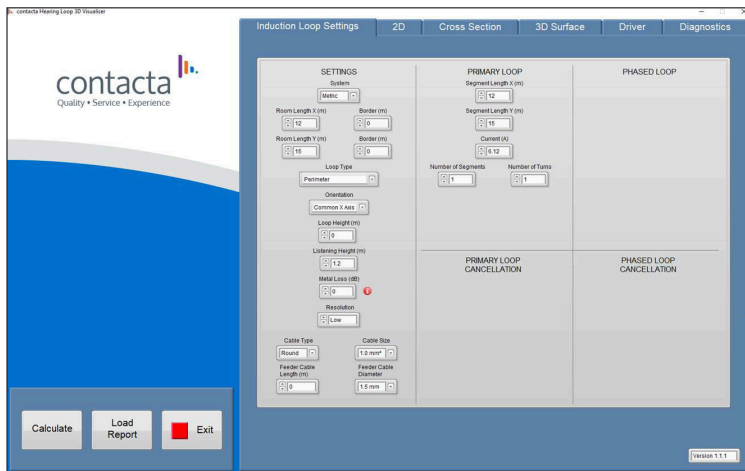 contacta Hearing Loop 3D Visualiser
Induction Loop Settings 2D Cross Section 3D Surface Driver Diagnostics
contacta
Quality • Service • Experience
SETTINGS
System
Metric
Room Length X (m) Border (m)
12 0
Room Length Y (m) Border (m)
15 0
Loop Type
Perimeter
Orientation
Common X Axis
Loop Height (m)
0
Listening Height (m)
1.2
Metal Loss (dB)
0
Resolution
Low
Cable Type Cable Size
Round 1.0 mm²
Feeder Cable
Length (m)
Feeder Cable
Diameter
0 1.5 mm
PRIMARY LOOP
Segment Length X (m)
12
Segment Length Y (m)
15
Current (A)
6.12
Number of Segments Number of Turns
1 1
PHASED LOOP
PRIMARY LOOP
CANCELLATION
PHASED LOOP
CANCELLATION
Calculate
Load
Report
Exit
Version 1.1.1